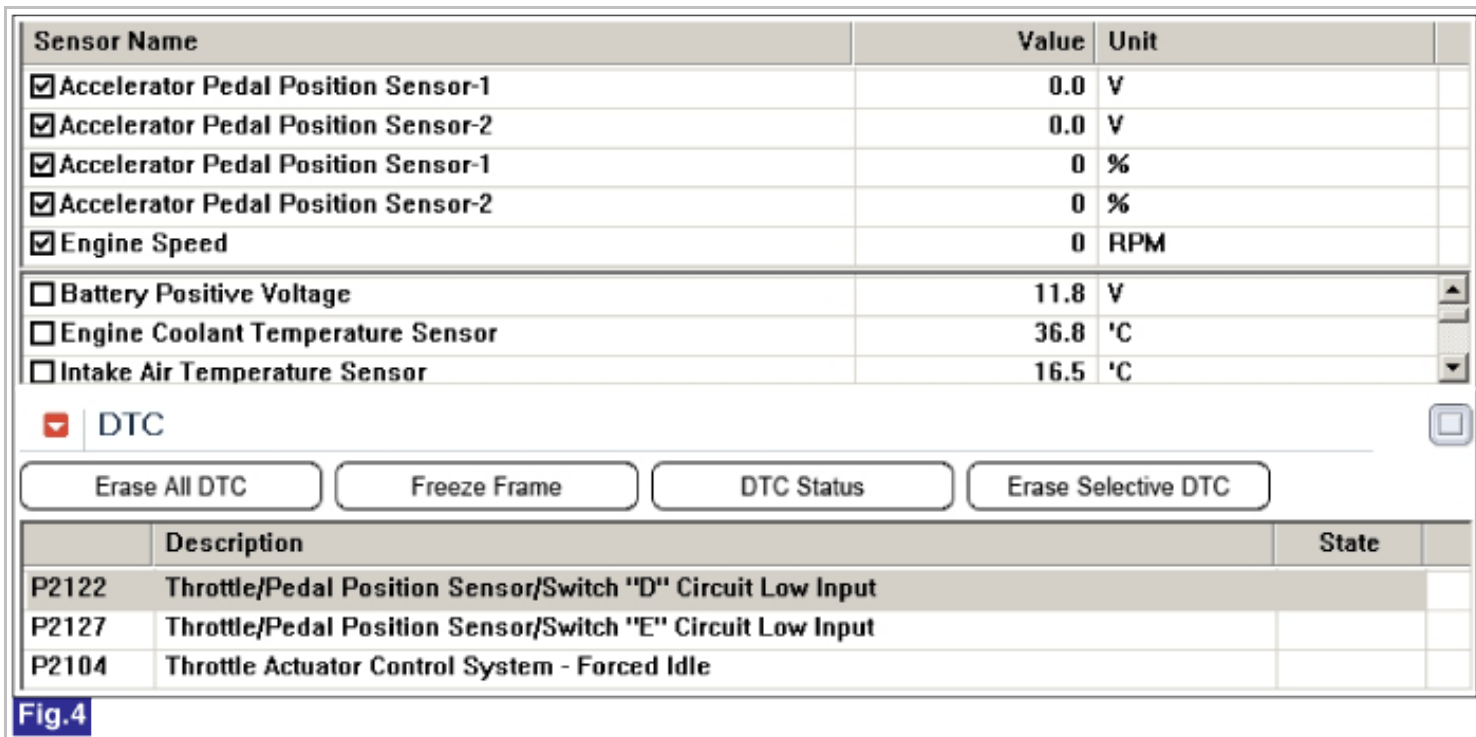 Sensor Name Value Unit
Accelerator Pedal Position Sensor-1 0.0 V
Accelerator Pedal Position Sensor-2 0.0 V
Accelerator Pedal Position Sensor-1 0 %
Accelerator Pedal Position Sensor-2 0 %
Engine Speed 0 RPM
Battery Positive Voltage 11.8 V
Engine Coolant Temperature Sensor 36.8 'C
Intake Air Temperature Sensor 16.5 'C
DTC
Erase All DTC Freeze Frame DTC Status Erase Selective DTC
Description State
P2122 Throttle/Pedal Position Sensor/Switch "D" Circuit Low Input
P2127 Throttle/Pedal Position Sensor/Switch "E" Circuit Low Input
P2104 Throttle Actuator Control System - Forced Idle
Fig.4